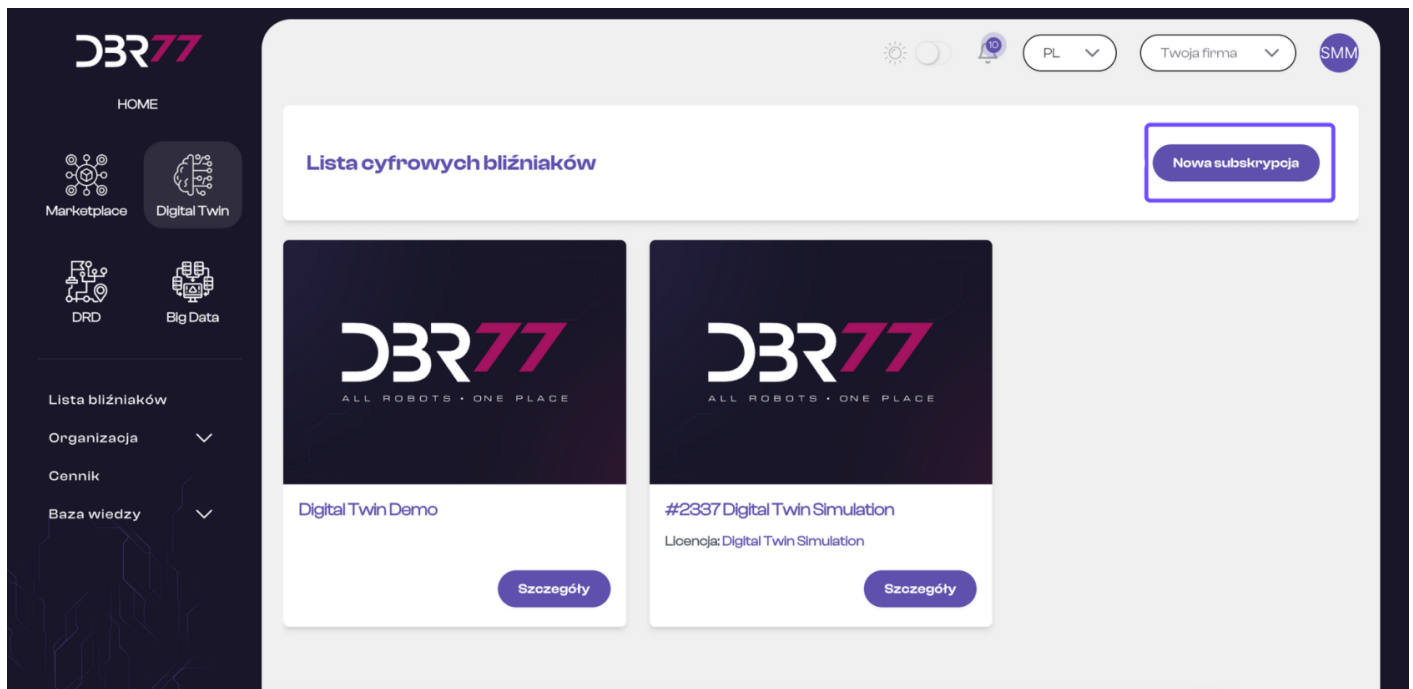 DBR77
HOME
Marketplace
Digital Twin
DRD
Big Data
Lista bliźniaków
Organizacja
Cennik
Baza wiedzy
10
PL
Twoja firma
SMM
Lista cyfrowych bliźniaków
Nowa subskrypcja
DBR77
ALL ROBOTS • ONE PLACE
Digital Twin Demo
Szczegóły
DBR77
ALL ROBOTS • ONE PLACE
#2337 Digital Twin Simulation
Licencja: Digital Twin Simulation
Szczegóły